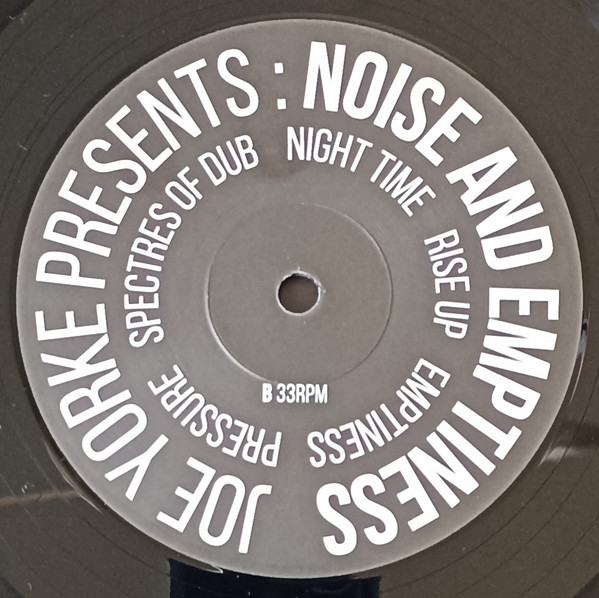 JOE YORKE PRESENTS : NOISE AND EMPTINESS
NIGHT TIME
RISE UP
EMPTINESS
PRESSURE
SPECTRES OF DUB
B 33RPM